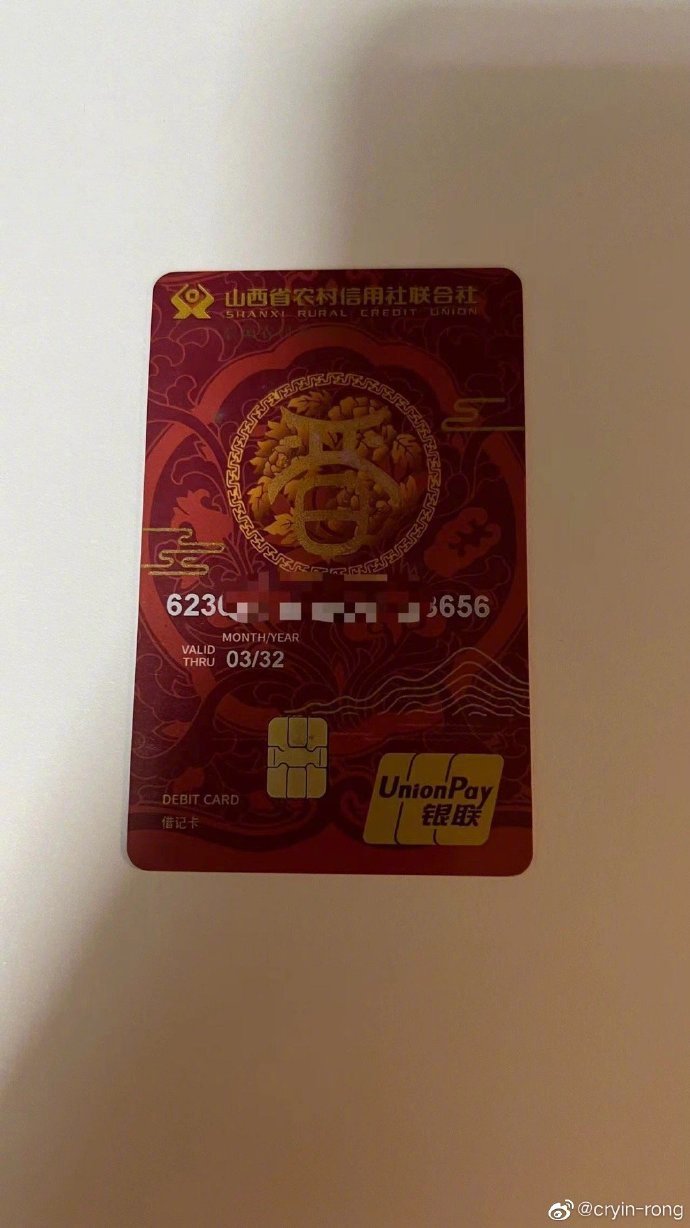 山西省农村信用社联合社
SHANXI RURAL CREDIT UNION
晋
623 656
MONTH/YEAR
VALID THRU 03/32
DEBIT CARD
借记卡
UnionPay
银联
@cryin-rong